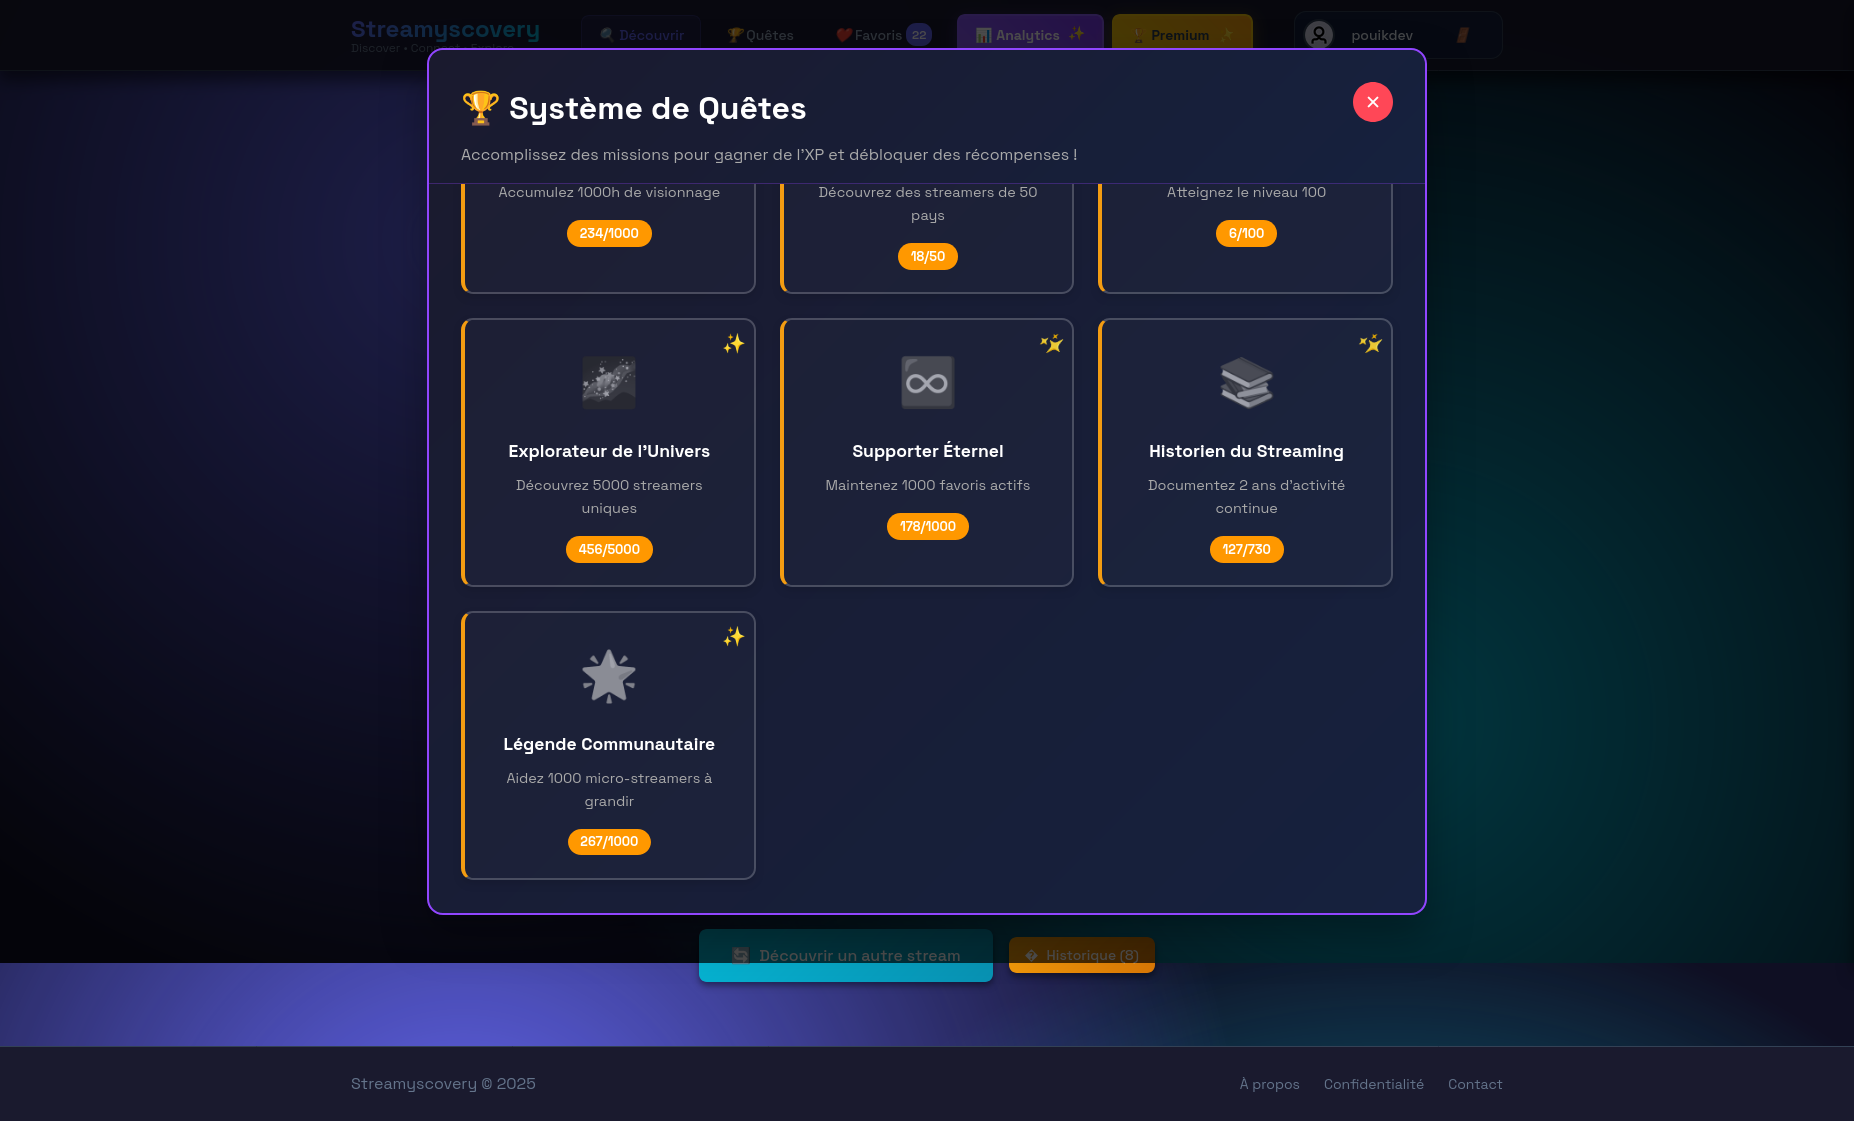 Streamyscovery
🔍 Découvrir
🏆 Quêtes
❤️ Favoris 22
📊 Analytics ✨
Premium ✨
pouikdev
Discover •
🏆 Système de Quêtes
✕
Accomplissez des missions pour gagner de l'XP et débloquer des récompenses !
Accumulez 1000h de visionnage
234/1000
Découvrez des streamers de 50
pays
18/50
Atteignez le niveau 100
6/100
Explorateur de l'Univers
Découvrez 5000 streamers
uniques
456/5000
Supporter Éternel
Maintenez 1000 favoris actifs
178/1000
Historien du Streaming
Documentez 2 ans d'activité
continue
127/730
Légende Communautaire
Aidez 1000 micro-streamers à
grandir
267/1000
Découvrir un autre stream
� Historique (8)
Streamyscovery © 2025
À propos
Confidentialité
Contact